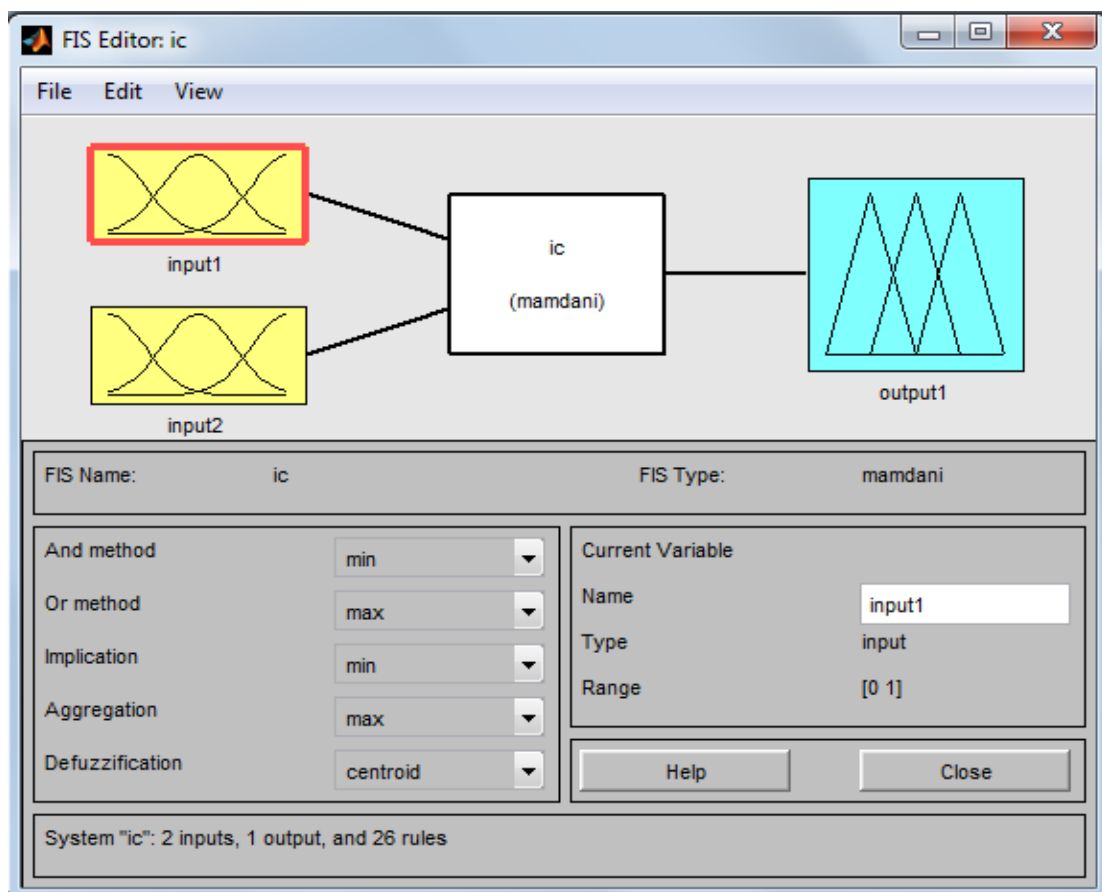 FIS Editor: ic
File Edit View
input1
ic
(mamdani)
output1
input2
FIS Name: ic FIS Type: mamdani
And method min
Or method max
Implication min
Aggregation max
Defuzzification centroid
Current Variable
Name input1
Type input
Range [0 1]
Help Close
System "ic": 2 inputs, 1 output, and 26 rules